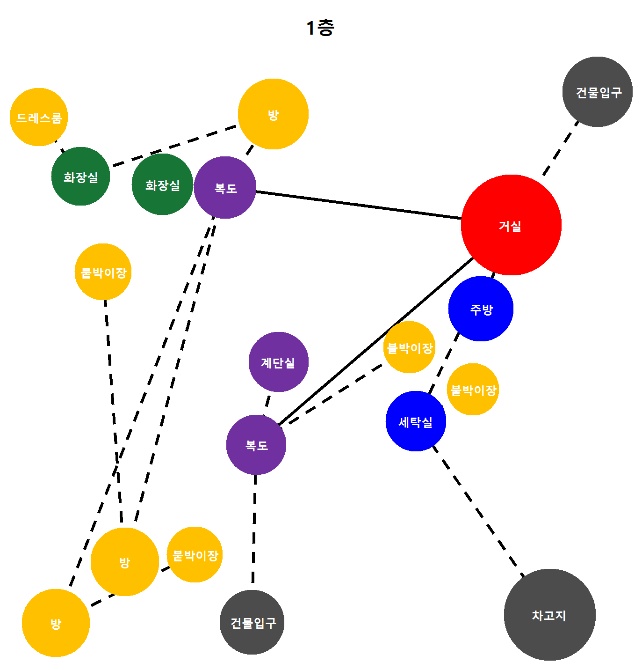 1층
건물입구
드레스룸
방
화장실
화장실
복도
거실
붙박이장
주방
계단실
붙박이장
붙박이장
세탁실
복도
방
붙박이장
방
건물입구
차고지